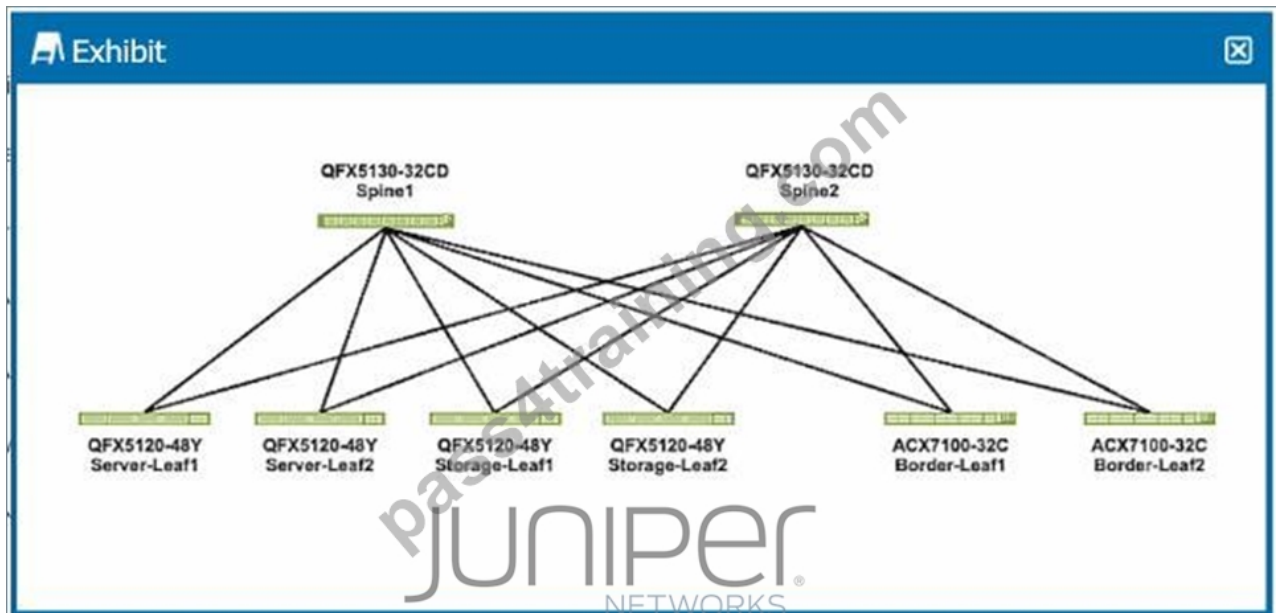 Exhibit
QFX5130-32CD
Spine1
QFX5130-32CD
Spine2
QFX5120-48Y
Server-Leaf1
QFX5120-48Y
Server-Leaf2
QFX5120-48Y
Storage-Leaf1
QFX5120-48Y
Storage-Leaf2
ACX7100-32C
Border-Leaf1
ACX7100-32C
Border-Leaf2
pass4training.com
JUNIPER
NETWORKS